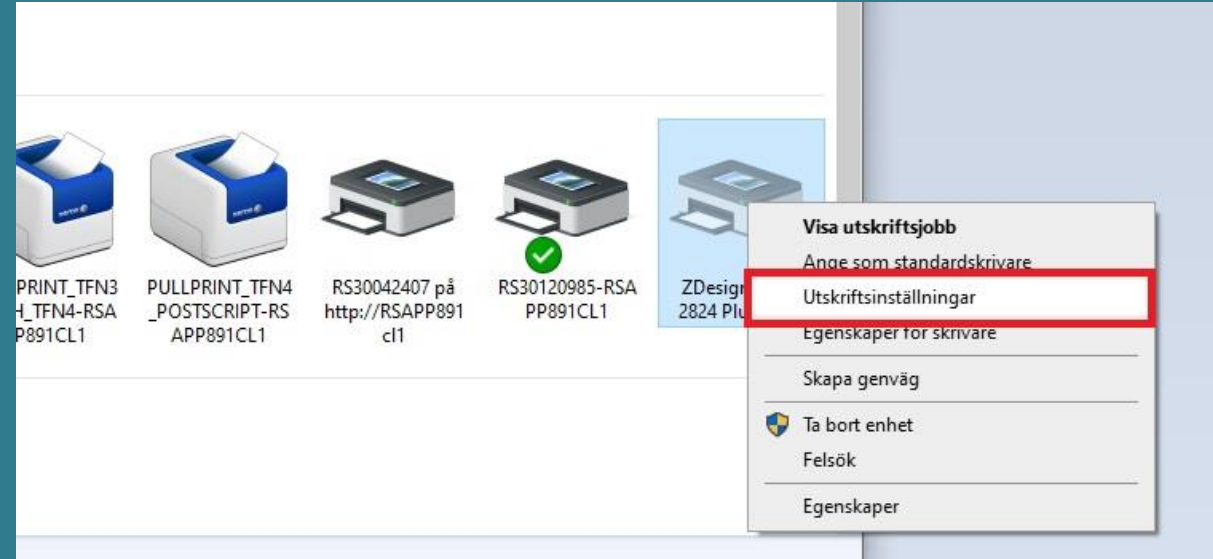 PRINT_TFN3
H_TFN4-RSA
P891CL1
PULLPRINT_TFN4
_POSTSCRIPT-RS
APP891CL1
RS30042407 på
http://RSAPP891
cl1
RS30120985-RSA
PP891CL1
ZDesig
2824 Plu
Visa utskriftsjobb
Ange som standardskrivare
Utskriftsinställningar
Egenskaper för skrivare
Skapa genväg
Ta bort enhet
Felsök
Egenskaper